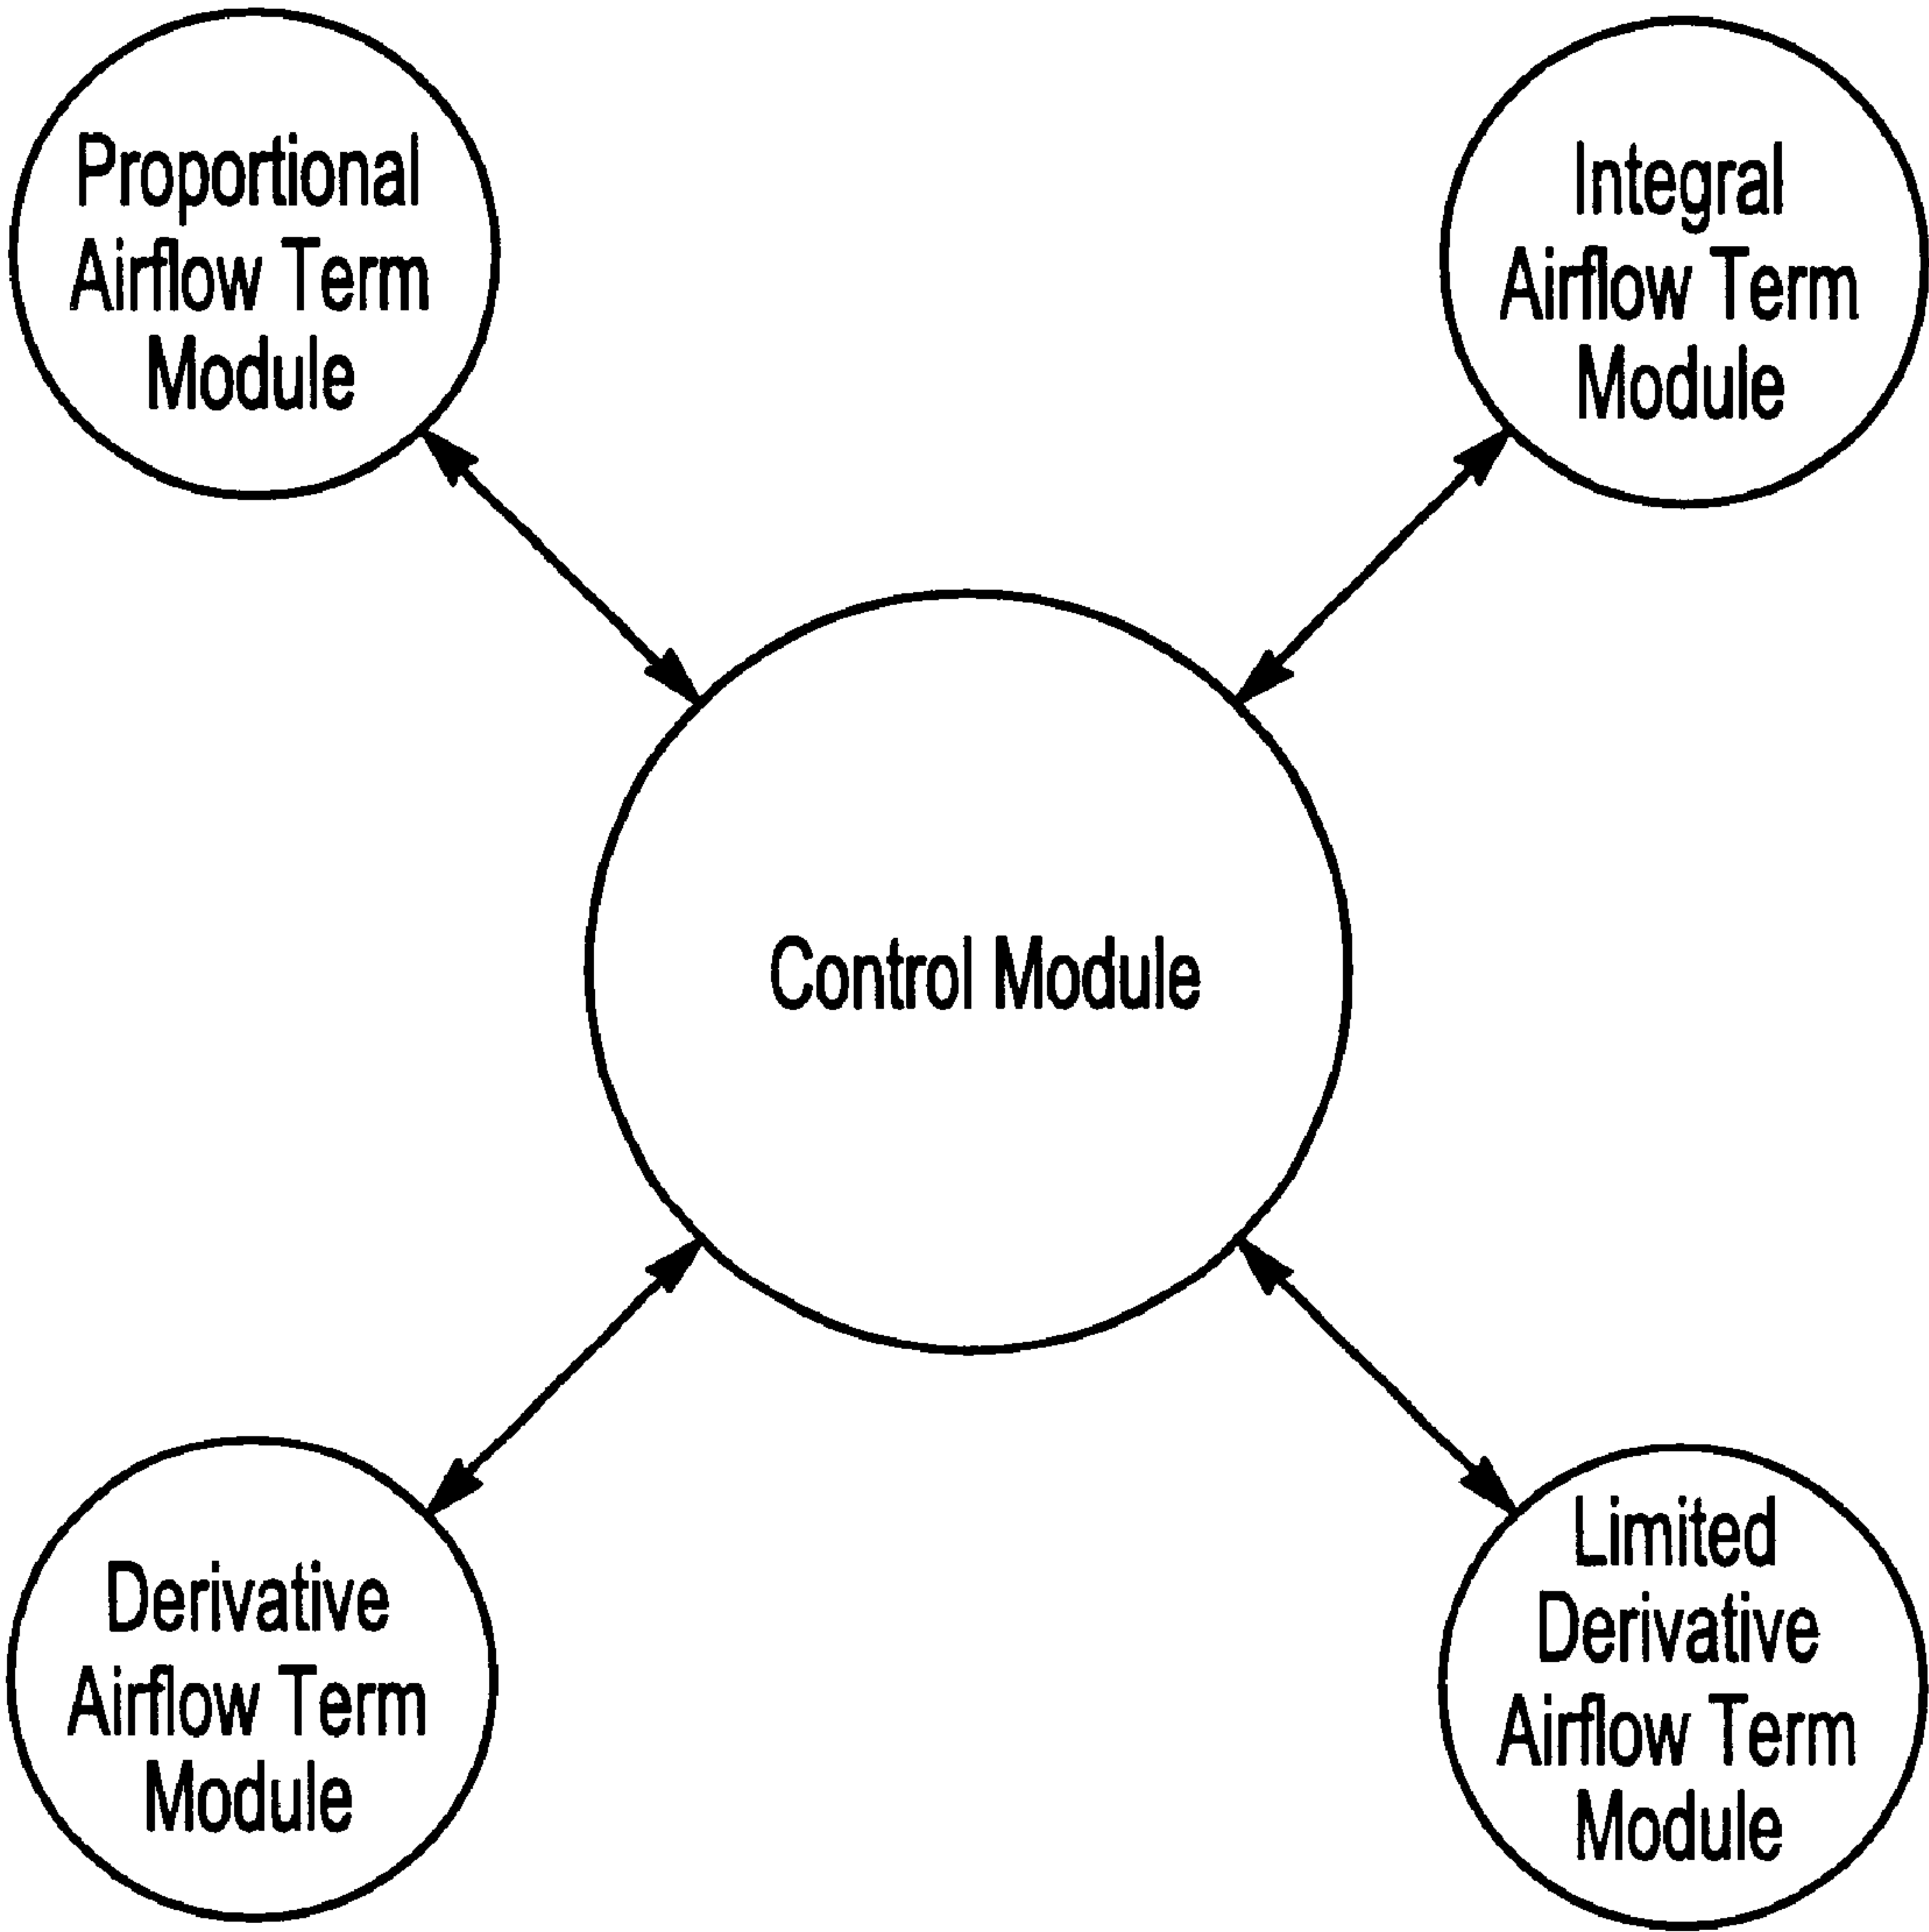 Proportional
Airflow Term
Module
Integral
Airflow Term
Module
Control Module
Derivative
Airflow Term
Module
Limited
Derivative
Airflow Term
Module